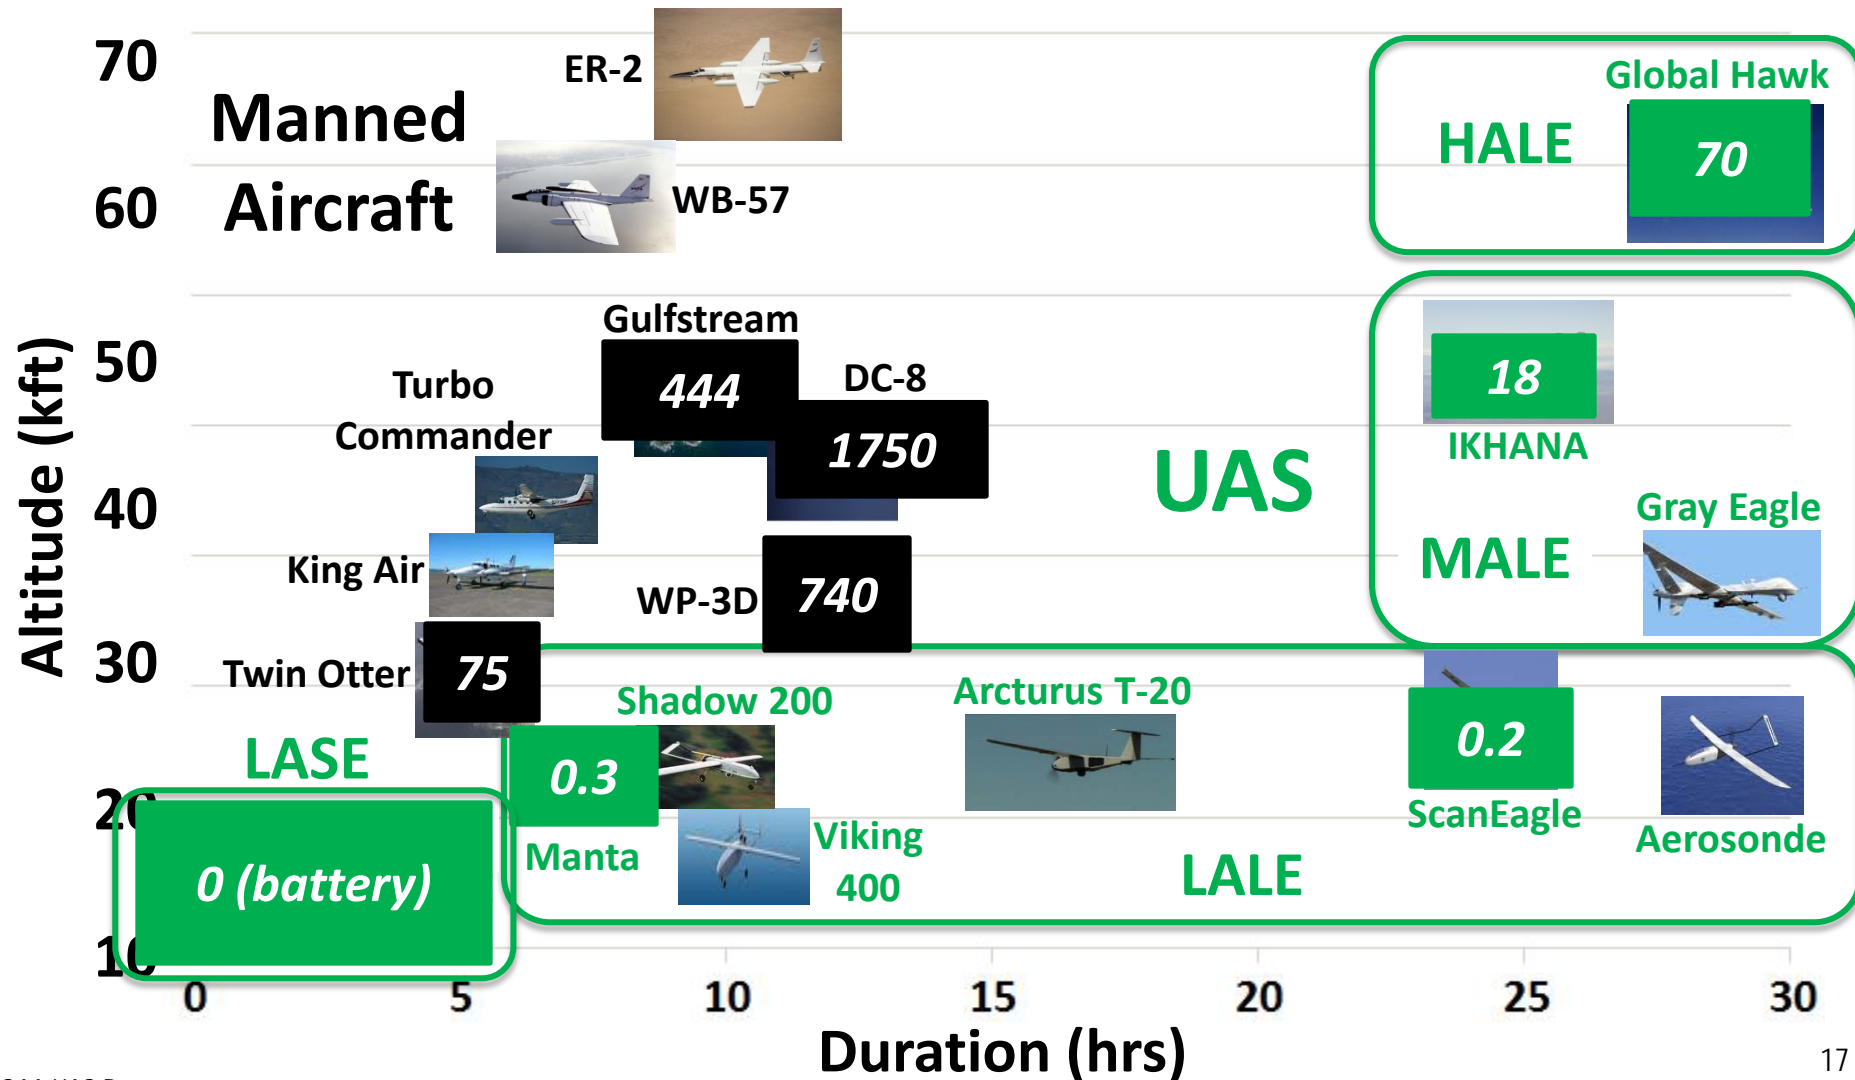 70
60
50
40
30
20
10
Altitude (kft)
Manned
Aircraft
ER-2
WB-57
Global Hawk
HALE
70
Gulfstream
444
DC-8
1750
Turbo
Commander
King Air
WP-3D
740
Twin Otter
75
UAS
18
IKHANA
Gray Eagle
MALE
LASE
0 (battery)
Shadow 200
0.3
Manta
Viking
400
Arcturus T-20
0.2
ScanEagle
Aerosonde
LALE
0
5
10
15
20
25
30
Duration (hrs)
17